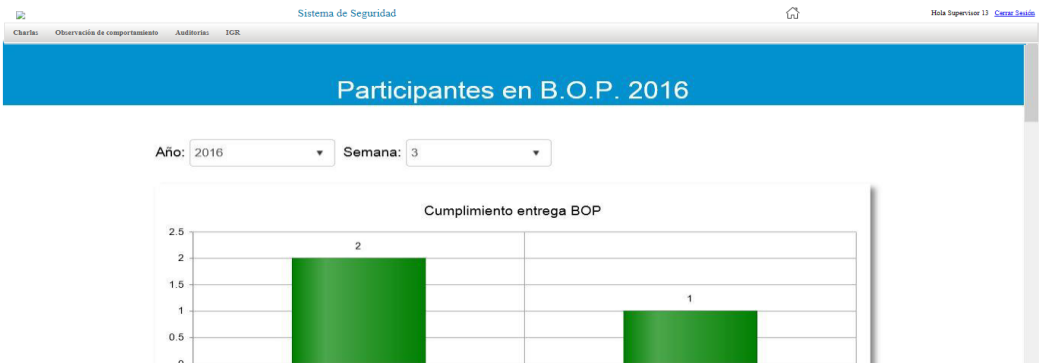 Sistema de Seguridad
Hola Supervisor 13 Cerrar Sesión
Charlas Observación de comportamiento Auditorias IGR
Participantes en B.O.P. 2016
Año: 2016 Semana: 3
Cumplimiento entrega BOP
2.5
2
2
1.5
1
1
0.5
0